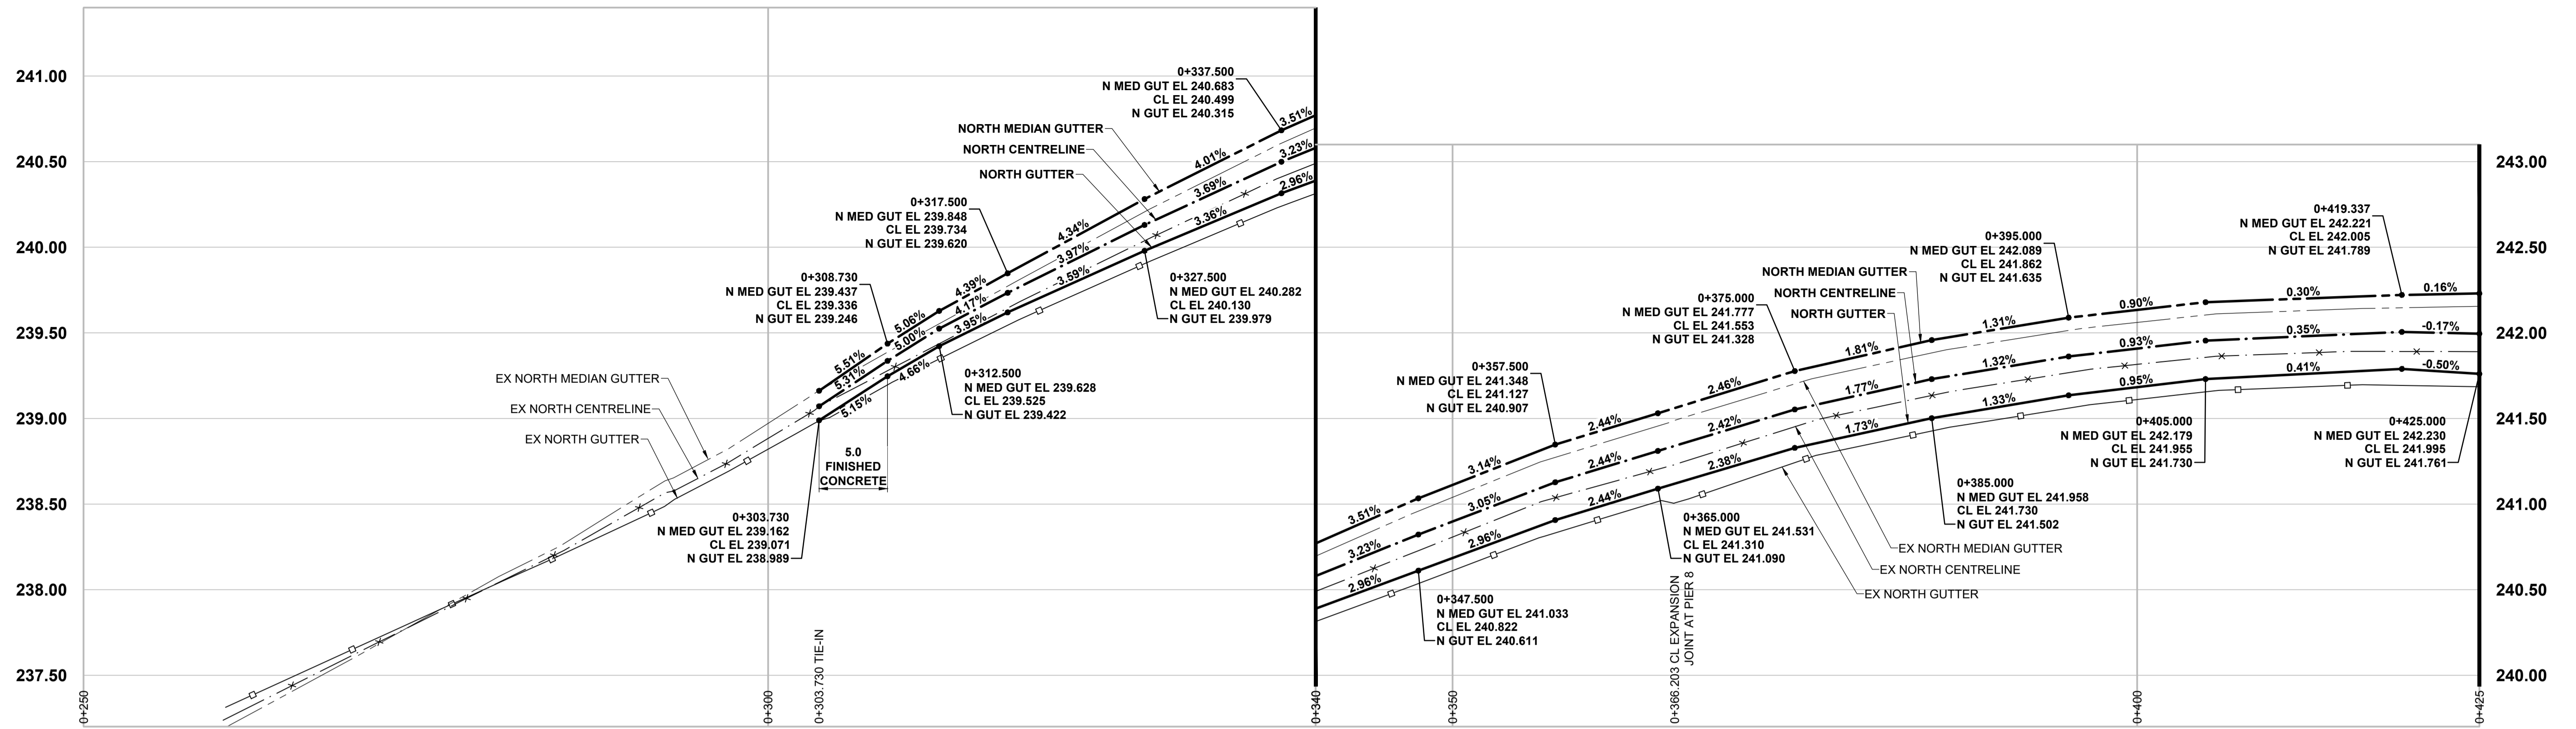 241.00
240.50
240.00
239.50
239.00
238.50
238.00
237.50
0+337.500
N MED GUT EL 240.683
CL EL 240.499
N GUT EL 240.315
NORTH MEDIAN GUTTER
NORTH CENTRELINE
NORTH GUTTER
0+317.500
N MED GUT EL 239.848
CL EL 239.734
N GUT EL 239.620
0+308.730
N MED GUT EL 239.437
CL EL 239.336
N GUT EL 239.246
0+327.500
N MED GUT EL 240.282
CL EL 240.130
N GUT EL 239.979
0+312.500
N MED GUT EL 239.628
CL EL 239.525
N GUT EL 239.422
EX NORTH MEDIAN GUTTER
EX NORTH CENTRELINE
EX NORTH GUTTER
5.0
FINISHED
CONCRETE
0+303.730
N MED GUT EL 239.162
CL EL 239.071
N GUT EL 238.989
5.51%
5.06%
4.39%
4.34%
4.01%
3.51%
5.31%
5.00%
4.17%
3.97%
3.69%
3.23%
5.15%
4.66%
3.95%
3.59%
3.36%
2.96%
0+303.730 TIE-IN
0+250
0+300
0+340
243.00
242.50
242.00
241.50
241.00
240.50
240.00
0+419.337
N MED GUT EL 242.221
CL EL 242.005
N GUT EL 241.789
0+395.000
N MED GUT EL 242.089
CL EL 241.862
N GUT EL 241.635
NORTH MEDIAN GUTTER
NORTH CENTRELINE
NORTH GUTTER
0+375.000
N MED GUT EL 241.777
CL EL 241.553
N GUT EL 241.328
0+357.500
N MED GUT EL 241.348
CL EL 241.127
N GUT EL 240.907
3.51%
3.14%
2.44%
2.46%
1.81%
1.31%
0.90%
0.30%
0.16%
3.23%
3.05%
2.44%
2.42%
1.77%
1.32%
0.93%
0.35%
-0.17%
2.96%
2.96%
2.44%
2.38%
1.73%
1.33%
0.95%
0.41%
-0.50%
0+405.000
N MED GUT EL 242.179
CL EL 241.955
N GUT EL 241.730
0+425.000
N MED GUT EL 242.230
CL EL 241.995
N GUT EL 241.761
0+385.000
N MED GUT EL 241.958
CL EL 241.730
N GUT EL 241.502
0+365.000
N MED GUT EL 241.531
CL EL 241.310
N GUT EL 241.090
EX NORTH MEDIAN GUTTER
EX NORTH CENTRELINE
EX NORTH GUTTER
0+347.500
N MED GUT EL 241.033
CL EL 240.822
N GUT EL 240.611
0+366.203 CL EXPANSION
JOINT AT PIER 8
0+350
0+400
0+425